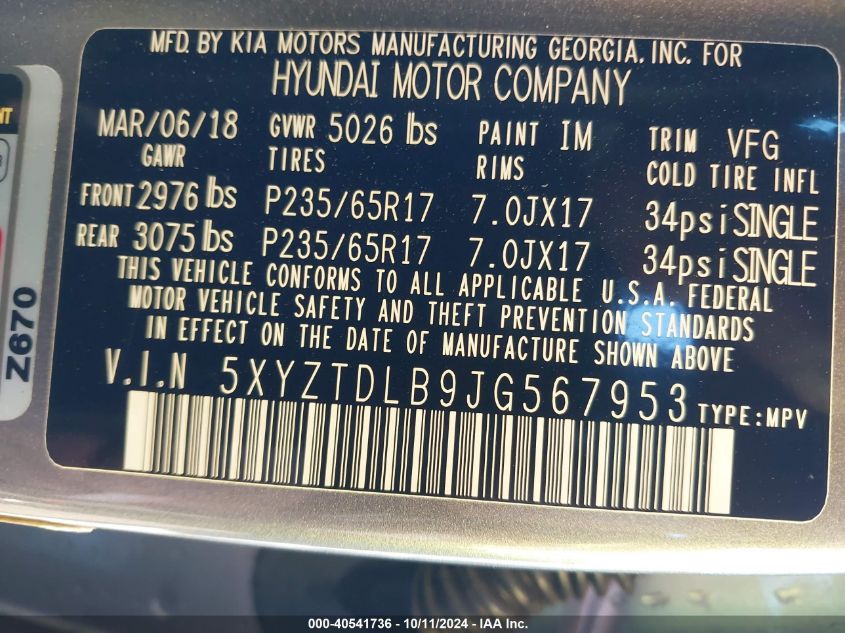 MFD. BY KIA MOTORS MANUFACTURING GEORGIA. INC. FOR
HYUNDAI MOTOR COMPANY
MAR/06/18 GVWR 5026 lbs PAINT IM TRIM VFG
GAWR TIRES RIMS COLD TIRE INFL
FRONT 2976 lbs P235/65R17 7.0JX17 34psi SINGLE
REAR 3075 lbs P235/65R17 7.0JX17 34psi SINGLE
THIS VEHICLE CONFORMS TO ALL APPLICABLE U.S.A. FEDERAL
MOTOR VEHICLE SAFETY AND THEFT PREVENTION STANDARDS
IN EFFECT ON THE DATE OF MANUFACTURE SHOWN ABOVE
V.I.N 5XYZTDLB9JG567953 TYPE:MPV
Z670
000-40541736 - 10/11/2024 - IAA Inc.